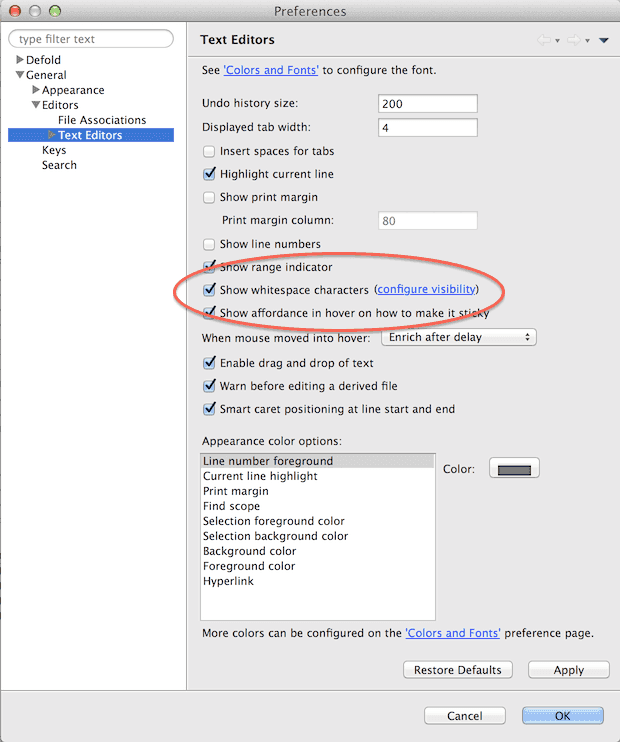 Preferences
type filter text
Defold
General
Appearance
Editors
File Associations
Text Editors
Keys
Search
Text Editors
See 'Colors and Fonts' to configure the font.
Undo history size: 200
Displayed tab width: 4
Insert spaces for tabs
Highlight current line
Show print margin
Print margin column: 80
Show line numbers
Show range indicator
Show whitespace characters (configure visibility)
Show affordance in hover on how to make it sticky
When mouse moved into hover: Enrich after delay
Enable drag and drop of text
Warn before editing a derived file
Smart caret positioning at line start and end
Appearance color options:
Line number foreground
Current line highlight
Print margin
Find scope
Selection foreground color
Selection background color
Background color
Foreground color
Hyperlink
Color:
More colors can be configured on the 'Colors and Fonts' preference page.
Restore Defaults Apply
Cancel OK